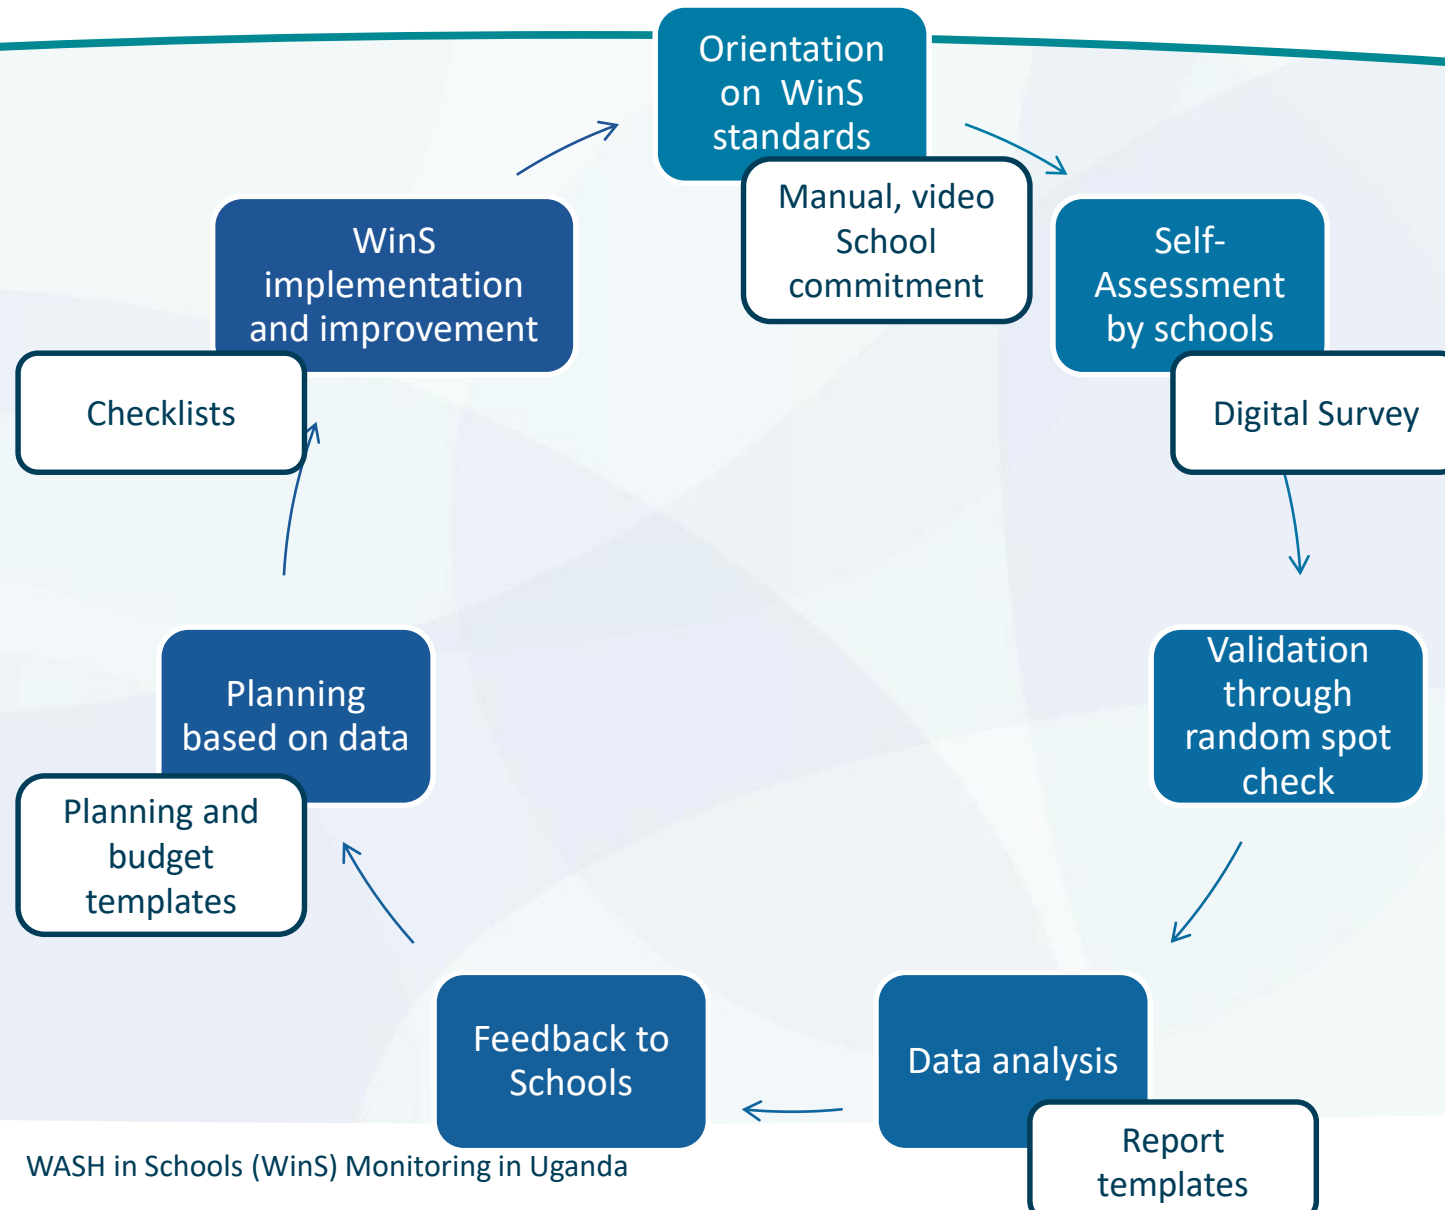 Orientation
on WinS
standards
Manual, video
School
commitment
Self-
Assessment
by schools
Digital Survey
Validation
through
random spot
check
Data analysis
Report
templates
Feedback to
Schools
Planning
based on data
Planning and
budget
templates
WinS
implementation
and improvement
Checklists
WASH in Schools (WinS) Monitoring in Uganda